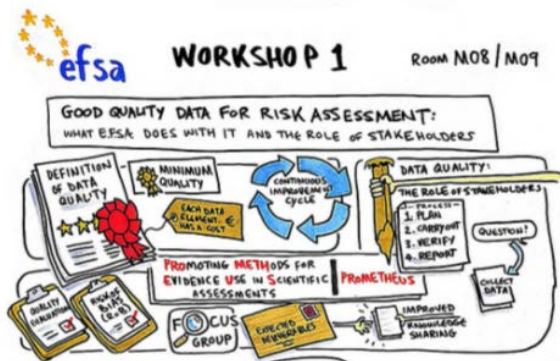 efsa
WORKSHOP 1
ROOM M08/M09
GOOD QUALITY DATA FOR RISK ASSESSMENT:
WHAT EFSA DOES WITH IT AND THE ROLE OF STAKEHOLDERS
DEFINITION
OF DATA
QUALITY
MINIMUM
QUALITY
EACH DATA
ELEMENT
HAS A COST
€
CONTINUOUS
IMPROVEMENT
CYCLE
DATA QUALITY:
THE ROLE OF STAKEHOLDERS
PROCESS
1. PLAN
2. CARRY OUT
3. VERIFY
4. REPORT
QUESTION?
COLLECT
DATA
PROMOTING METHODS FOR
EVIDENCE USE IN SCIENTIFIC
ASSESSMENTS
PROMETHEUS
QUALITY
EVALUATION
RISK OF
BIAS
(ROB)
FOCUS
GROUP
EXPECTED
DELIVERABLES
IMPROVED
KNOWLEDGE
SHARING